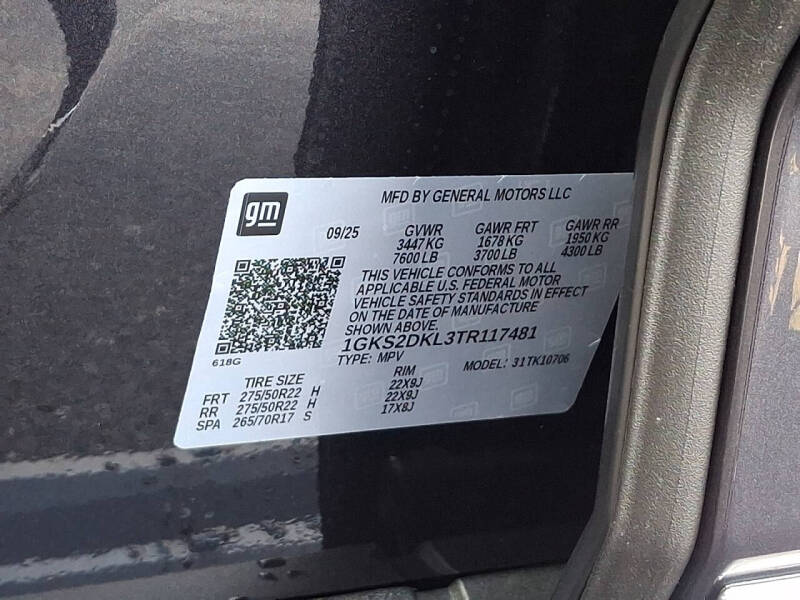 gm
MFD BY GENERAL MOTORS LLC
09/25 GVWR GAWR FRT GAWR RR
3447 KG 1678 KG 1950 KG
7600 LB 3700 LB 4300 LB
THIS VEHICLE CONFORMS TO ALL
APPLICABLE U.S. FEDERAL MOTOR
VEHICLE SAFETY STANDARDS IN EFFECT
ON THE DATE OF MANUFACTURE
SHOWN ABOVE.
1GKS2DKL3TR117481
618G
TYPE: MPV MODEL: 31TK10706
TIRE SIZE RIM
FRT 275/50R22 H 22X9J
RR 275/50R22 H 22X9J
SPA 265/70R17 S 17X8J